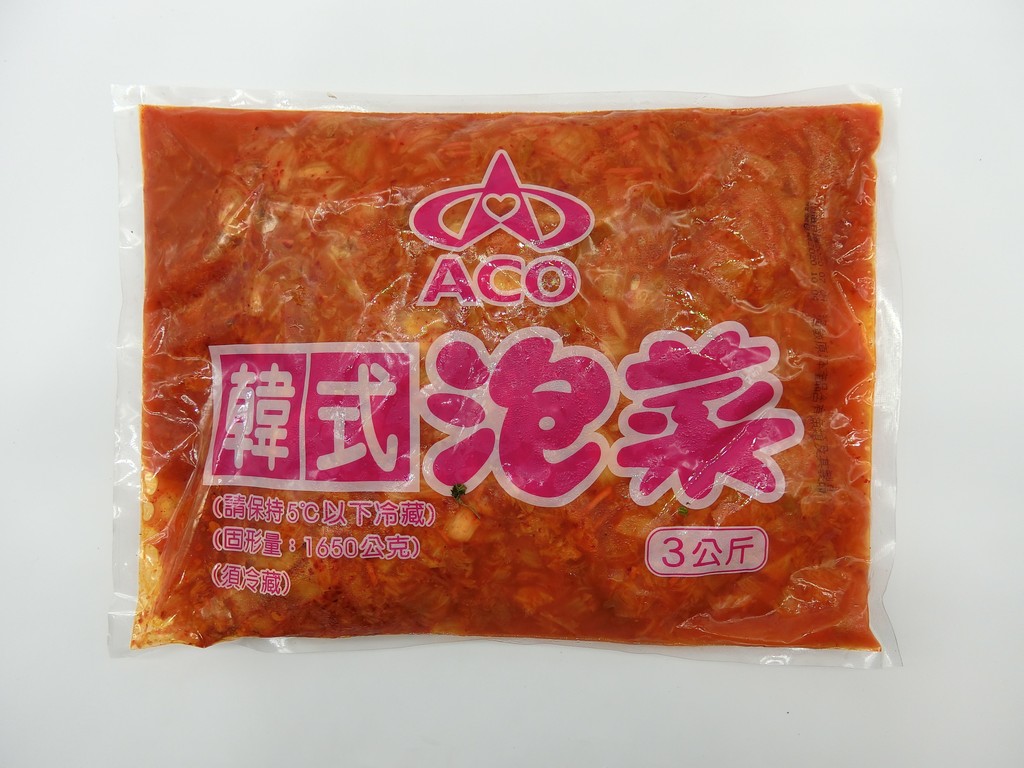 ACO
韓式泡菜
(請保持5℃以下冷藏)
(固形量：1650公克)
(須冷藏)
3公斤